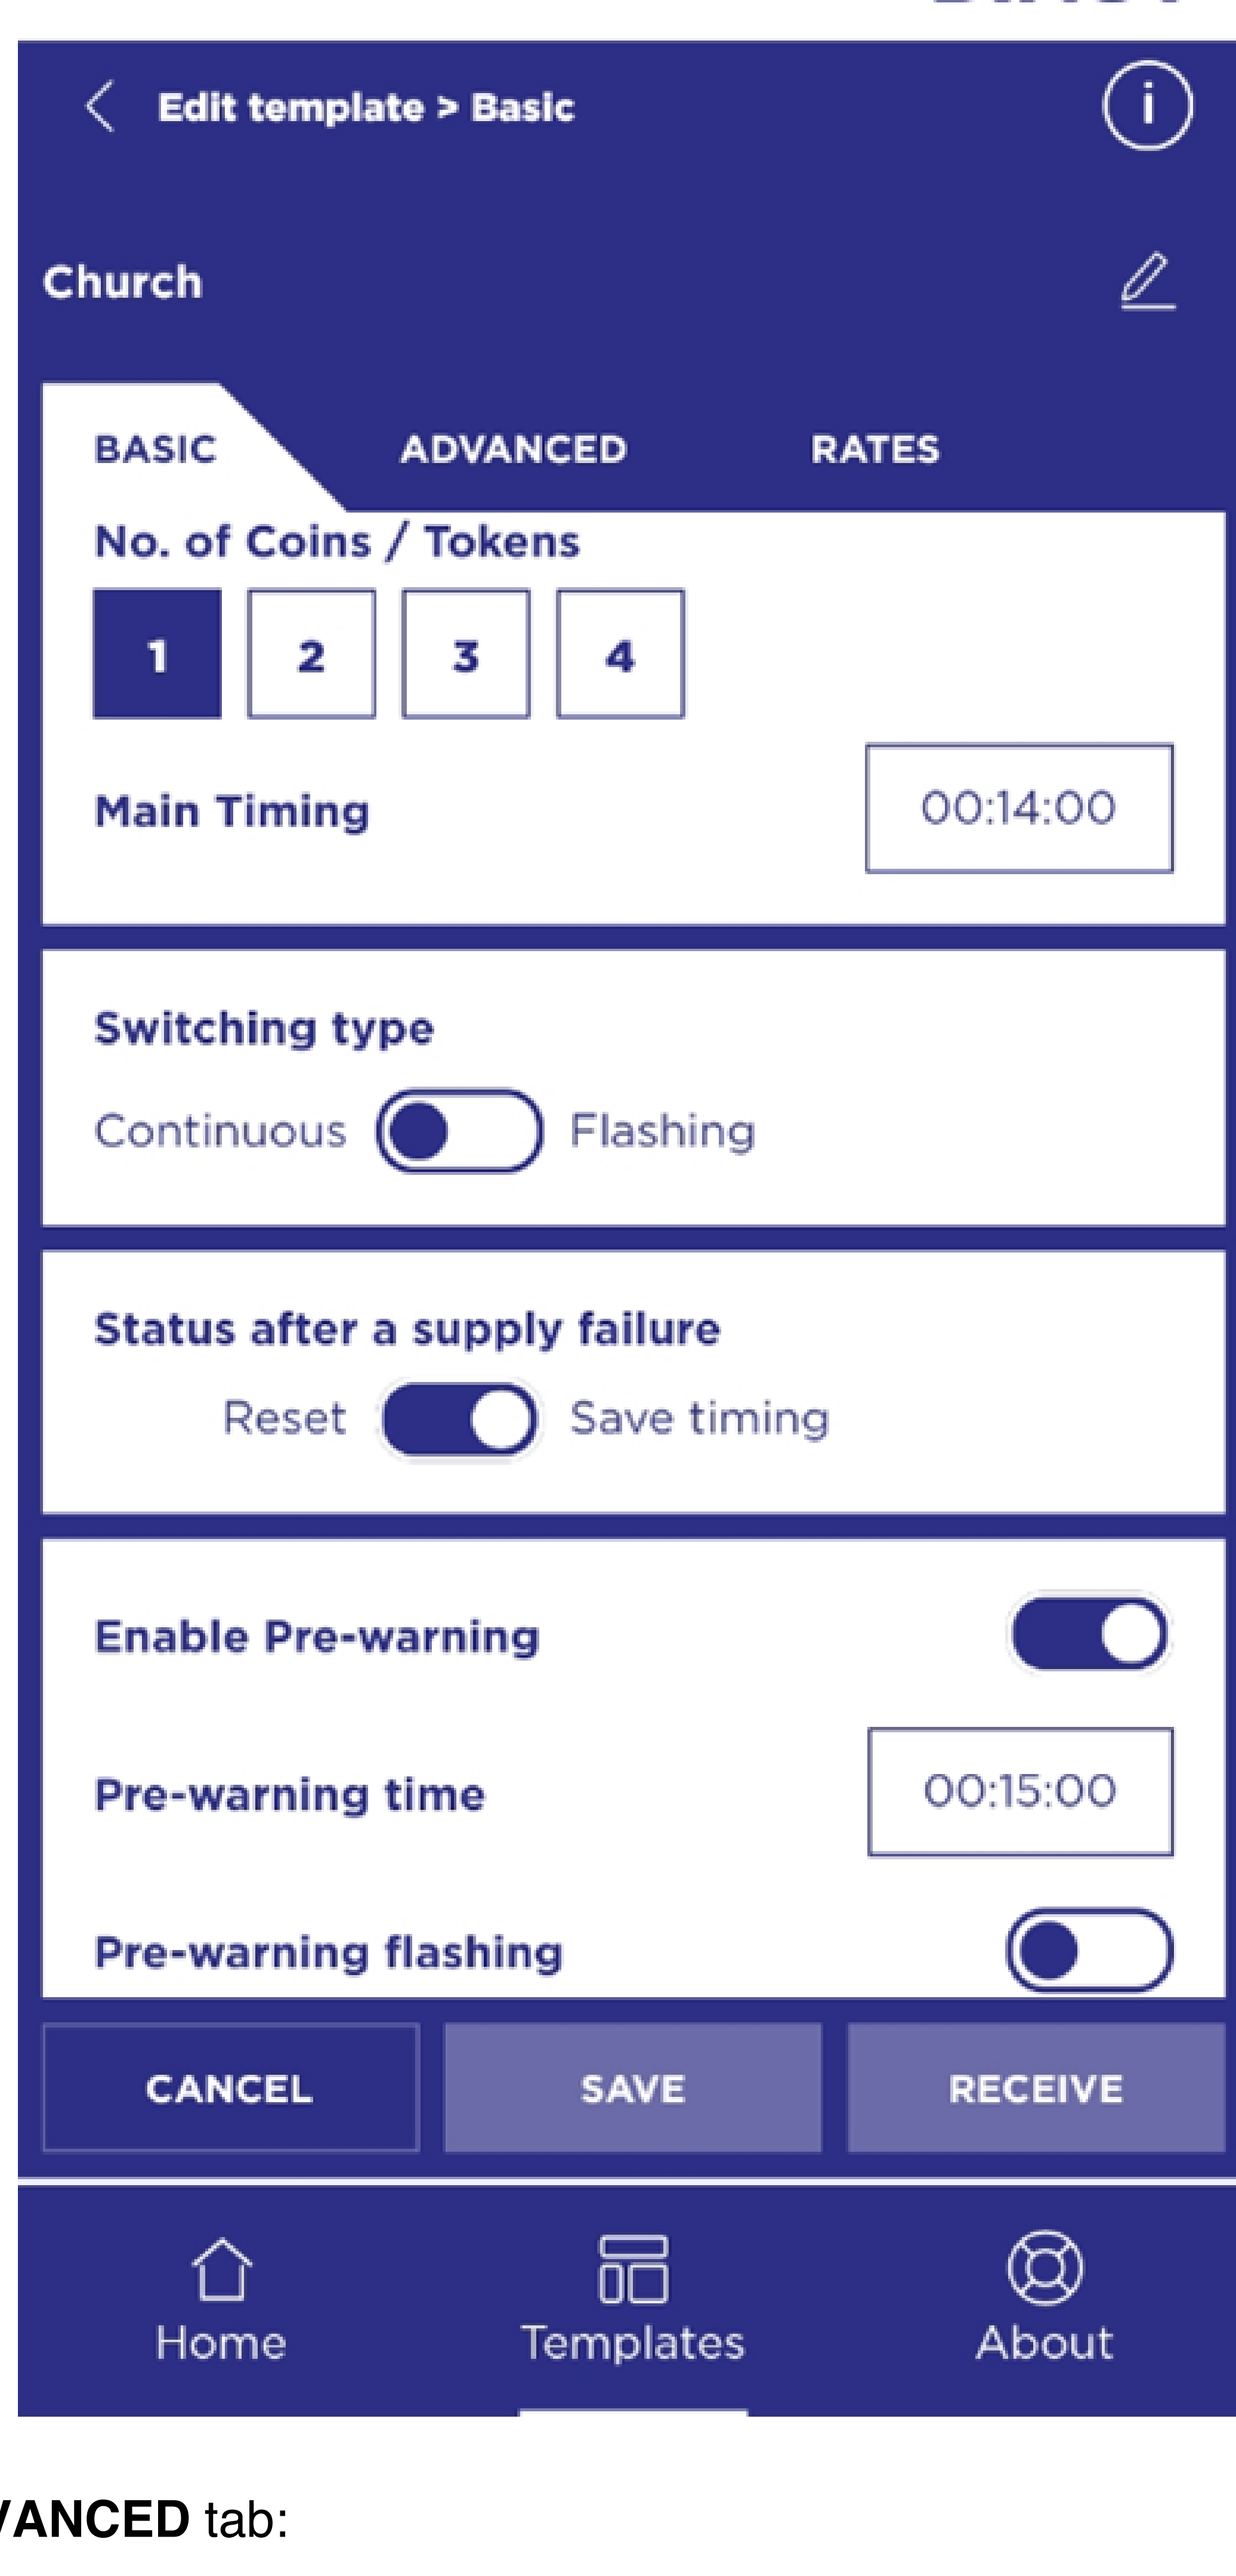 Edit template > Basic
i
Church
BASIC ADVANCED RATES
No. of Coins / Tokens
1 2 3 4
Main Timing 00:14:00
Switching type
Continuous Flashing
Status after a supply failure
Reset Save timing
Enable Pre-warning
Pre-warning time 00:15:00
Pre-warning flashing
CANCEL SAVE RECEIVE
Home Templates About
VANCED tab: